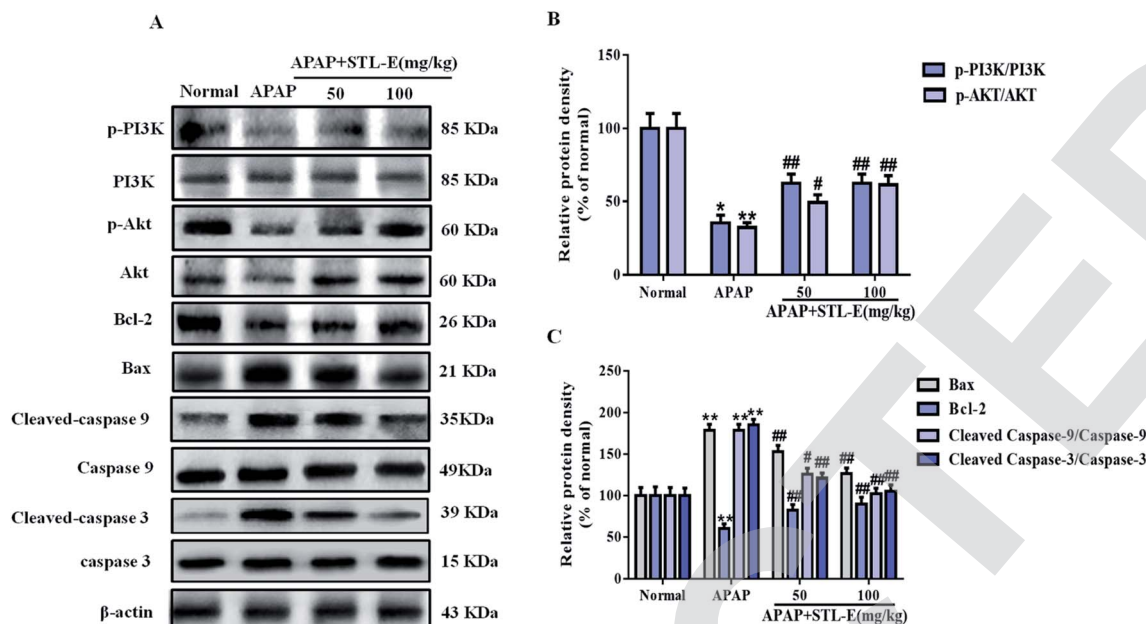 A
APAP+STL-E(mg/kg)
Normal APAP 50 100
p-PI3K 85 KDa
PI3K 85 KDa
p-Akt 60 KDa
Akt 60 KDa
Bcl-2 26 KDa
Bax 21 KDa
Cleaved-caspase 9 35KDa
Caspase 9 49KDa
Cleaved-caspase 3 39 KDa
caspase 3 15 KDa
β-actin 43 KDa
B
Relative protein density
(% of normal)
150
100
50
0
p-PI3K/PI3K
p-AKT/AKT
* ** ## # ## ##
Normal APAP 50 100
APAP+STL-E(mg/kg)
C
Relative protein density
(% of normal)
250
200
150
100
50
0
Bax
Bcl-2
Cleaved Caspase-9/Caspase-9
Cleaved Caspase-3/Caspase-3
** ** ** ** ## ## # ## ## ## ## ##
Normal APAP 50 100
APAP+STL-E(mg/kg)